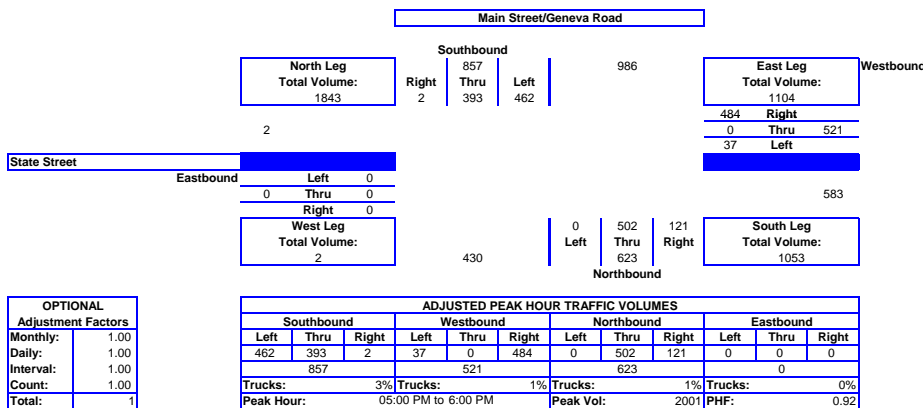 Main Street/Geneva Road
Southbound
North Leg 857 986 East Leg Westbound
Total Volume: Right Thru Left Total Volume:
1843 2 393 462 1104
484 Right
2 0 Thru 521
37 Left
State Street
Eastbound Left 0
0 Thru 0 583
Right 0
West Leg 0 502 121 South Leg
Total Volume: Left Thru Right Total Volume:
2 430 623 1053
Northbound
OPTIONAL ADJUSTED PEAK HOUR TRAFFIC VOLUMES
Adjustment Factors Southbound Westbound Northbound Eastbound
Monthly: 1.00 Left Thru Right Left Thru Right Left Thru Right Left Thru Right
Daily: 1.00 462 393 2 37 0 484 0 502 121 0 0 0
Interval: 1.00 857 521 623 0
Count: 1.00 Trucks: 3% Trucks: 1% Trucks: 1% Trucks: 0%
Total: 1 Peak Hour: 05:00 PM to 6:00 PM Peak Vol: 2001 PHF: 0.92